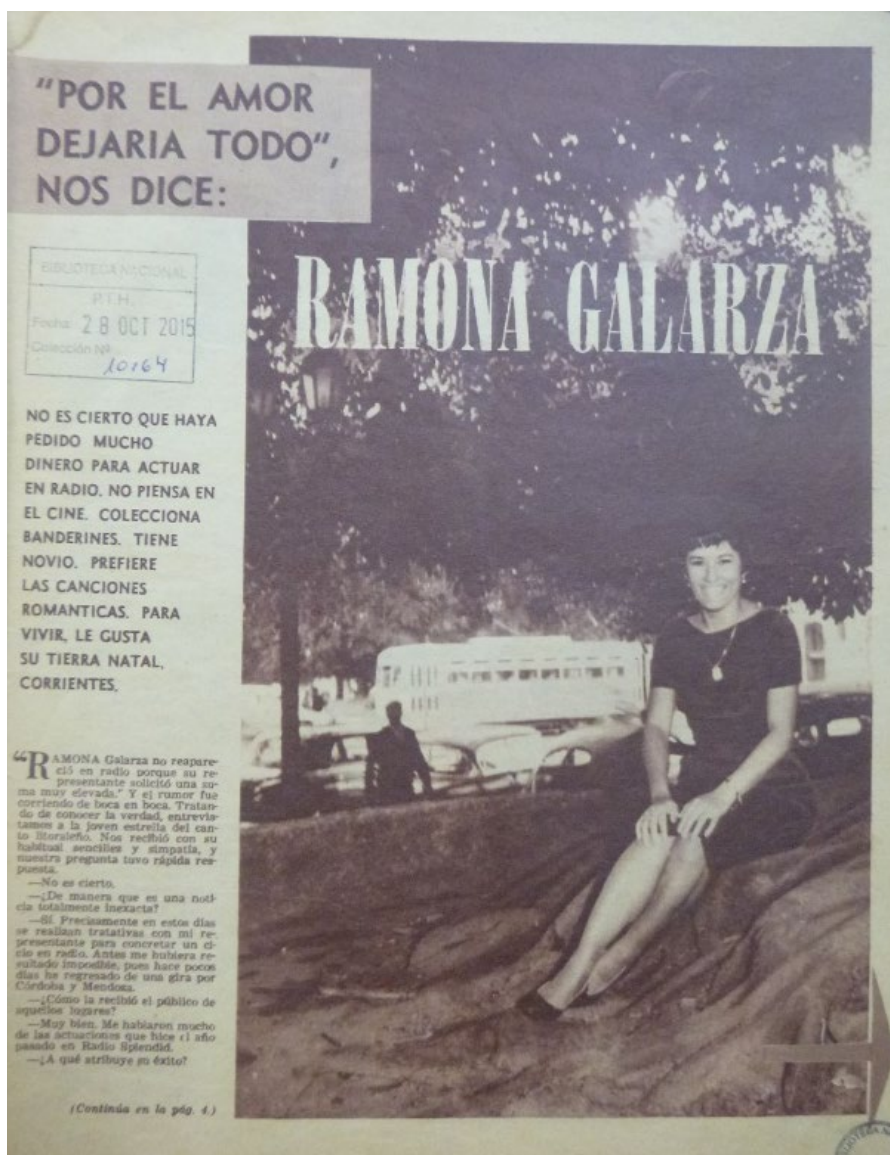 "POR EL AMOR
DEJARIA TODO",
NOS DICE:
RAMONA GALARZA
BIBLIOTECA NACIONAL
P.T.H.
Fecha: 28 OCT 2015
Colección Nº
10164
NO ES CIERTO QUE HAYA
PEDIDO MUCHO
DINERO PARA ACTUAR
EN RADIO. NO PIENSA EN
EL CINE. COLECCIONA
BANDERINES. TIENE
NOVIO. PREFIERE
LAS CANCIONES
ROMANTICAS. PARA
VIVIR, LE GUSTA
SU TIERRA NATAL,
CORRIENTES.
"RAMONA Galarza no reapare-
ció en radio porque su re-
presentante solicitó una su-
ma muy elevada." Y el rumor fue
corriendo de boca en boca. Tratan-
do de conocer la verdad, entrevis-
tamos a la joven estrella del can-
to litoraleño. Nos recibió con su
habitual sencillez y simpatía, y
nuestra pregunta tuvo rápida res-
puesta.
—No es cierto.
—¿De manera que es una noti-
cia totalmente inexacta?
—Sí. Precisamente en estos días
se realizan tratativas con mi re-
presentante para concretar un ci-
clo en radio. Antes me hubiera re-
sultado imposible, pues hace pocos
días he regresado de una gira por
Córdoba y Mendoza.
—¿Cómo la recibió el público de
aquellos lugares?
—Muy bien. Me hablaron mucho
de las actuaciones que hice el año
pasado en Radio Splendid.
—¿A qué atribuye su éxito?
(Continúa en la pág. 4.)